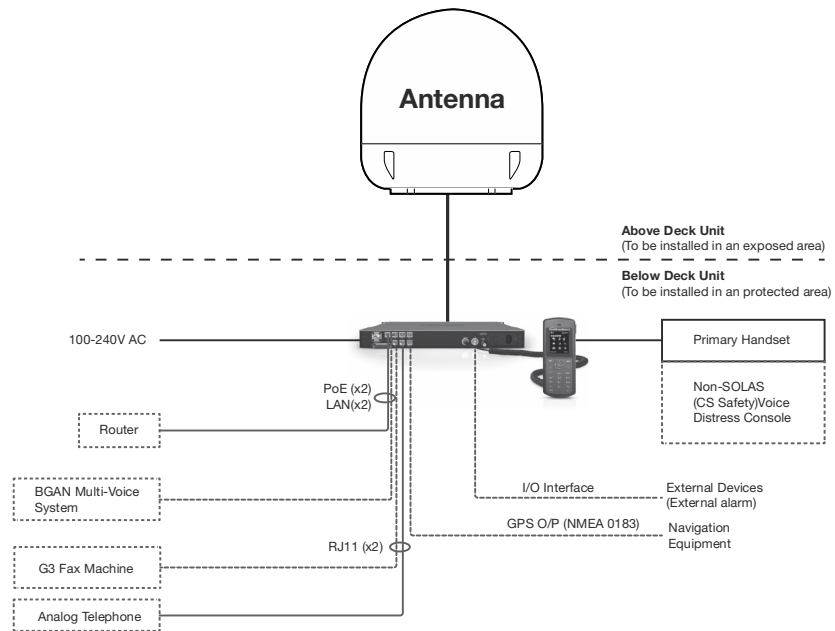 Antenna
Above Deck Unit
(To be installed in an exposed area)
Below Deck Unit
(To be installed in an protected area)
100-240V AC
Primary Handset
PoE (x2)
LAN(x2)
Non-SOLAS
(CS Safety)Voice
Distress Console
Router
BGAN Multi-Voice
System
I/O Interface
External Devices
(External alarm)
GPS O/P (NMEA 0183)
Navigation
Equipment
RJ11 (x2)
G3 Fax Machine
Analog Telephone